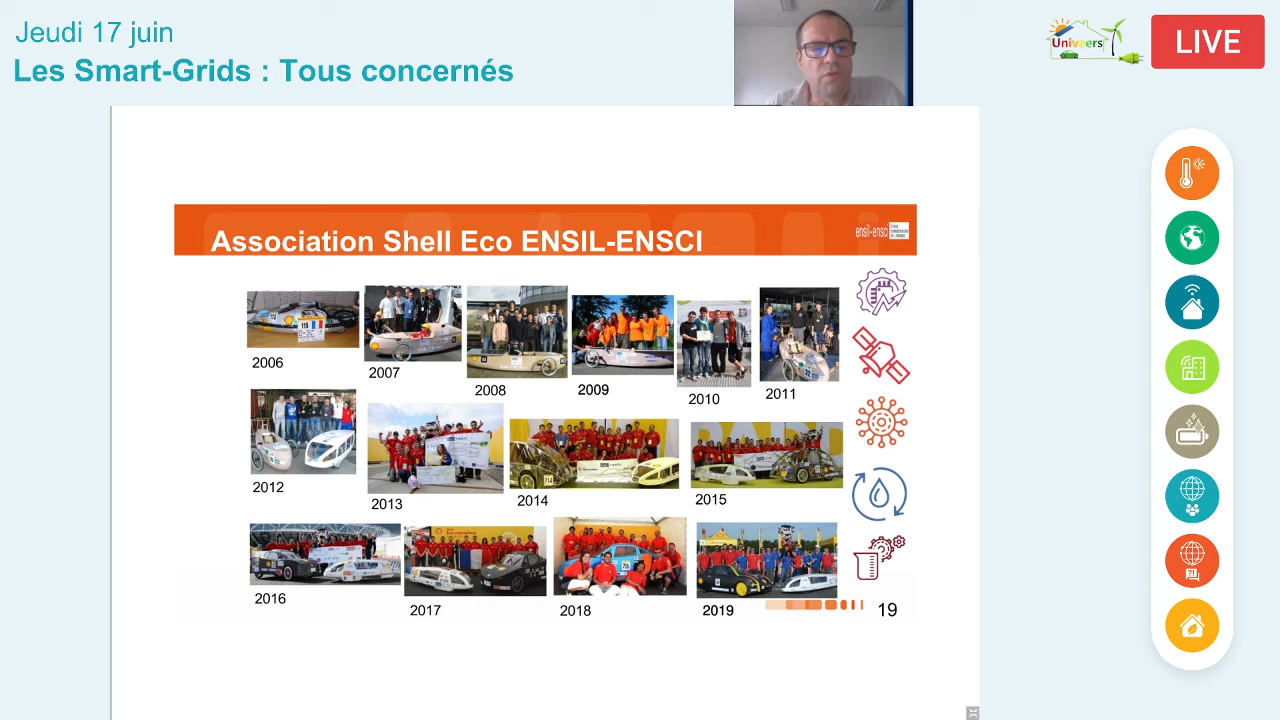 Jeudi 17 juin
Les Smart-Grids : Tous concernés
Univeers
LIVE
Association Shell Eco ENSIL-ENSCI
ensil-ensci
2006
2007
2008
2009
2010
2011
2012
2013
2014
2015
2016
2017
2018
2019
19